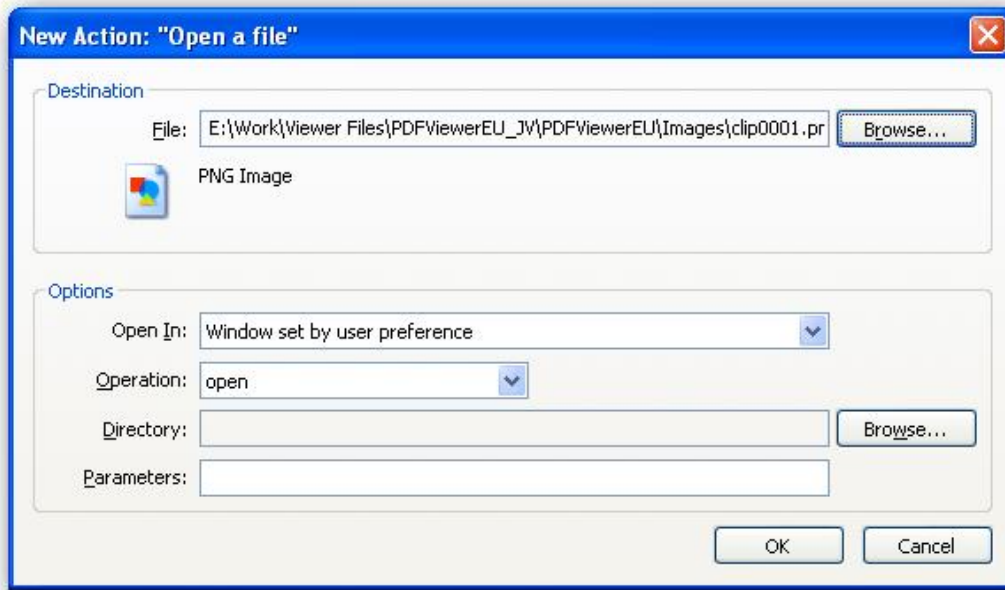 New Action: "Open a file"
Destination
File: E:\Work\Viewer Files\PDFViewerEU_JV\PDFViewerEU\Images\clip0001.pr Browse...
PNG Image
Options
Open In: Window set by user preference
Operation: open
Directory: Browse...
Parameters:
OK Cancel